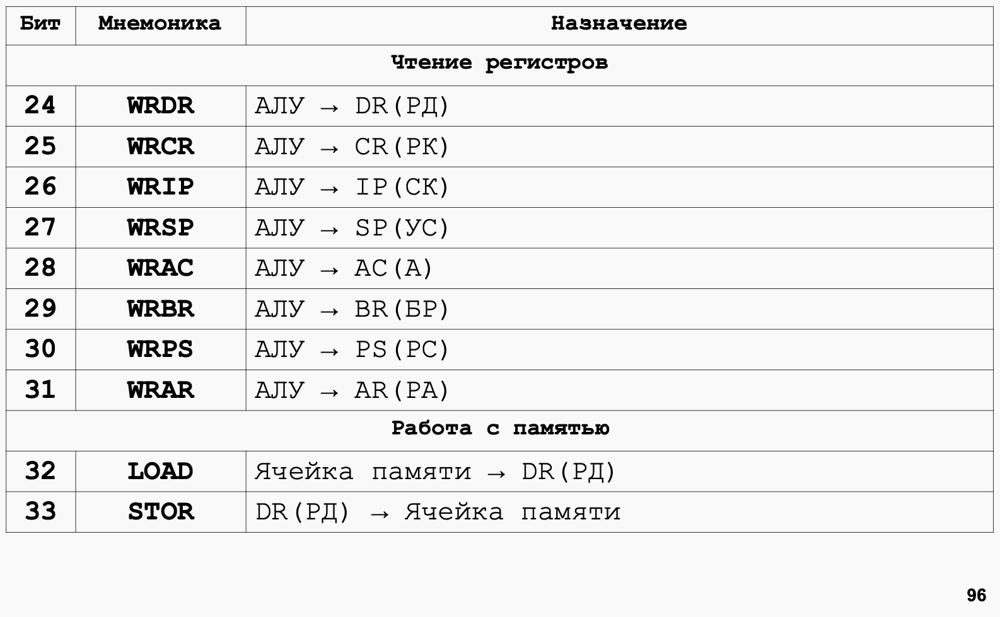 Бит Мнемоника Назначение
Чтение регистров
24 WRDR АЛУ → DR(РД)
25 WRCR АЛУ → CR(РК)
26 WRIP АЛУ → IP(СК)
27 WRSP АЛУ → SP(УС)
28 WRAC АЛУ → AC(А)
29 WRBR АЛУ → BR(БР)
30 WRPS АЛУ → PS(РС)
31 WRAR АЛУ → AR(РА)
Работа с памятью
32 LOAD Ячейка памяти → DR(РД)
33 STOR DR(РД) → Ячейка памяти
96